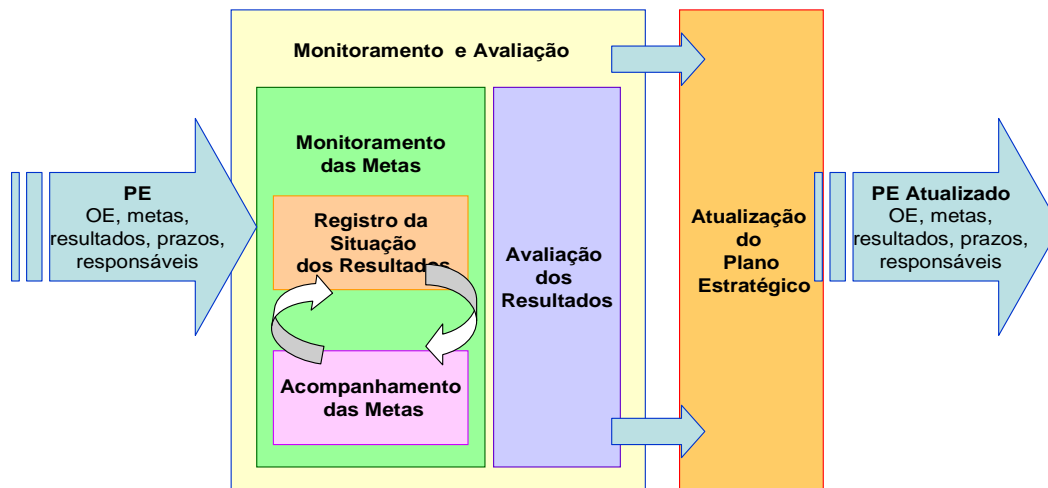 Monitoramento e Avaliação
PE
OE, metas,
resultados, prazos,
responsáveis
Monitoramento
das Metas
Registro da
Situação
dos Resultados
Acompanhamento
das Metas
Avaliação
dos
Resultados
Atualização
do
Plano
Estratégico
PE Atualizado
OE, metas,
resultados, prazos,
responsáveis